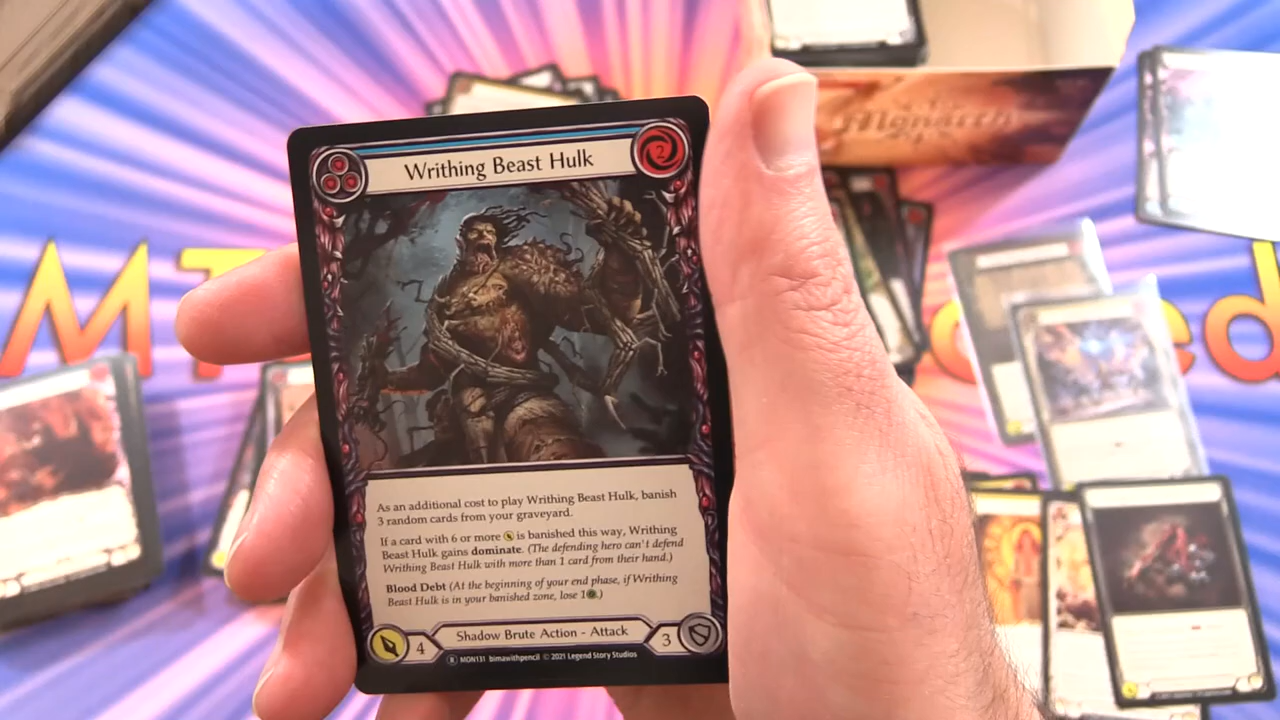 Writhing Beast Hulk
2
As an additional cost to play Writhing Beast Hulk, banish
3 random cards from your graveyard.
If a card with 6 or more is banished this way, Writhing
Beast Hulk gains dominate. (The defending hero can't defend
Writhing Beast Hulk with more than 1 card from their hand.)
Blood Debt (At the beginning of your end phase, if Writhing
Beast Hulk is in your banished zone, lose 1.)
4
Shadow Brute Action - Attack
3
R MON131 bimawithpencil © 2021 Legend Story Studios
Monarch
MT
ed